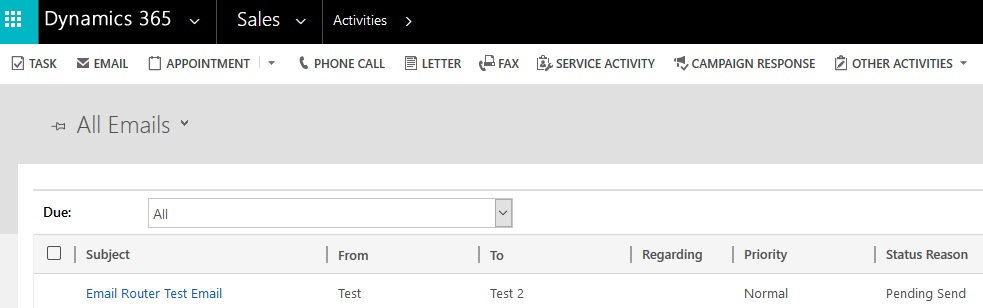 Dynamics 365 Sales Activities
TASK EMAIL APPOINTMENT PHONE CALL LETTER FAX SERVICE ACTIVITY CAMPAIGN RESPONSE OTHER ACTIVITIES
All Emails
Due: All
Subject From To Regarding Priority Status Reason
Email Router Test Email Test Test 2 Normal Pending Send